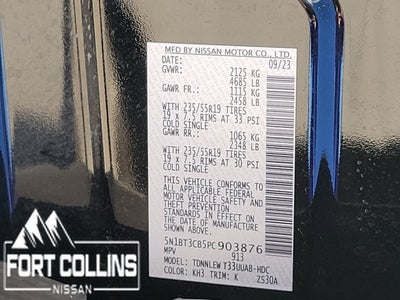 MFD BY NISSAN MOTOR CO., LTD.
DATE: 09/23
GVWR: 2125 KG
4685 LB
GAWR FR.: 1115 KG
2458 LB
WITH 235/55R19 TIRES
19 x 7.5 RIMS AT 33 PSI
COLD SINGLE
GAWR RR.: 1065 KG
2348 LB
WITH 235/55R19 TIRES
19 x 7.5 RIMS AT 30 PSI
COLD SINGLE
THIS VEHICLE CONFORMS
TO ALL APPLICABLE FEDERAL
MOTOR VEHICLE SAFETY
STANDARDS IN EFFECT ON
THE DATE OF MANUFACTURE
SHOWN ABOVE.
5N1BT3CB5PC903876
MPV 913
MODEL: TDNNLEW T33UUAB-HDC
COLOR: KH3 TRIM: K ZS30A
FORT COLLINS
NISSAN